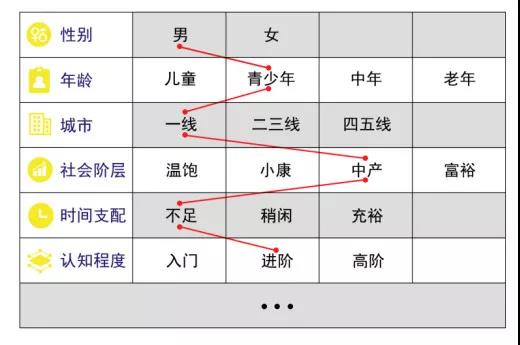 性别 男 女
年龄 儿童 青少年 中年 老年
城市 一线 二三线 四五线
社会阶层 温饱 小康 中产 富裕
时间支配 不足 稍闲 充裕
认知程度 入门 进阶 高阶
•••